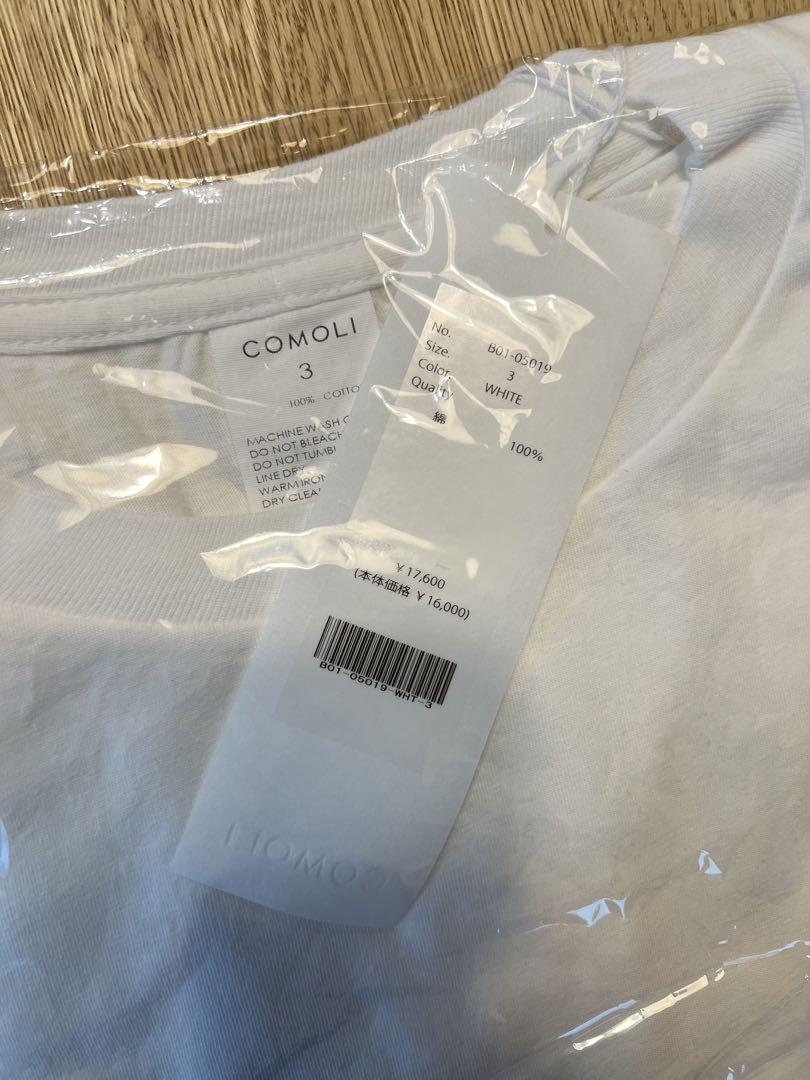 COMOLI
3
100% COTTO
MACHINE WASH
DO NOT BLEACH
DO NOT TUMBL
LINE DRY
WARM IRON
DRY CLEA
No. B01-05019
Size. 3
Color WHITE
Quality
綿 100%
¥17,600
(本体価格 ¥16,000)
B01-05019-WHT-3
COMOLI